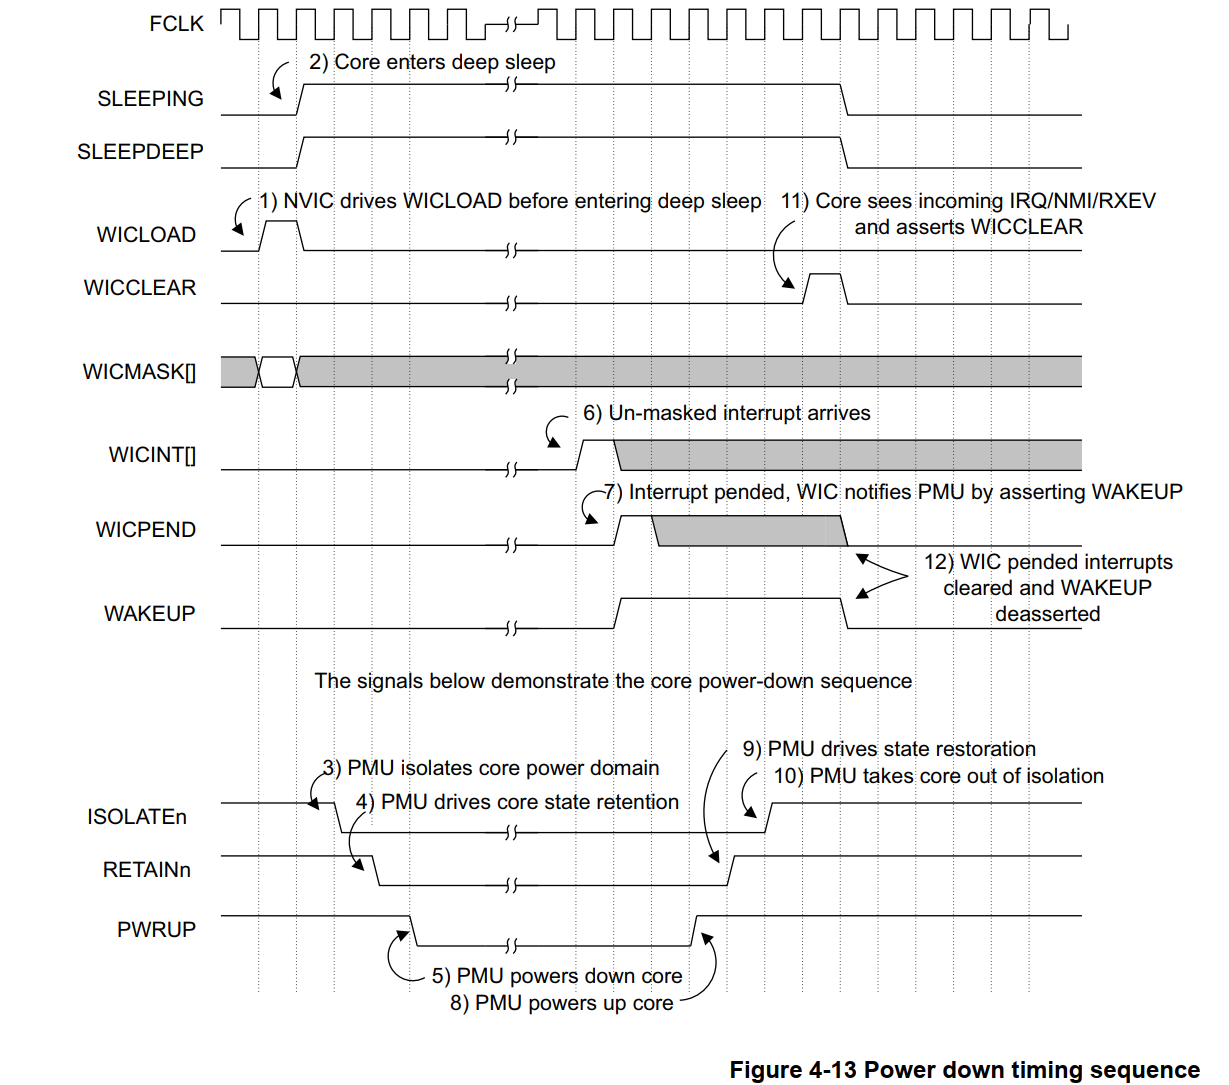 FCLK
2) Core enters deep sleep
SLEEPING
SLEEPDEEP
1) NVIC drives WICLOAD before entering deep sleep
11) Core sees incoming IRQ/NMI/RXEV
and asserts WICCLEAR
WICLOAD
WICCLEAR
WICMASK[]
6) Un-masked interrupt arrives
WICINT[]
7) Interrupt pended, WIC notifies PMU by asserting WAKEUP
WICPEND
12) WIC pended interrupts
cleared and WAKEUP
deasserted
WAKEUP
The signals below demonstrate the core power-down sequence
9) PMU drives state restoration
3) PMU isolates core power domain
10) PMU takes core out of isolation
4) PMU drives core state retention
ISOLATEn
RETAINn
PWRUP
5) PMU powers down core
8) PMU powers up core
Figure 4-13 Power down timing sequence